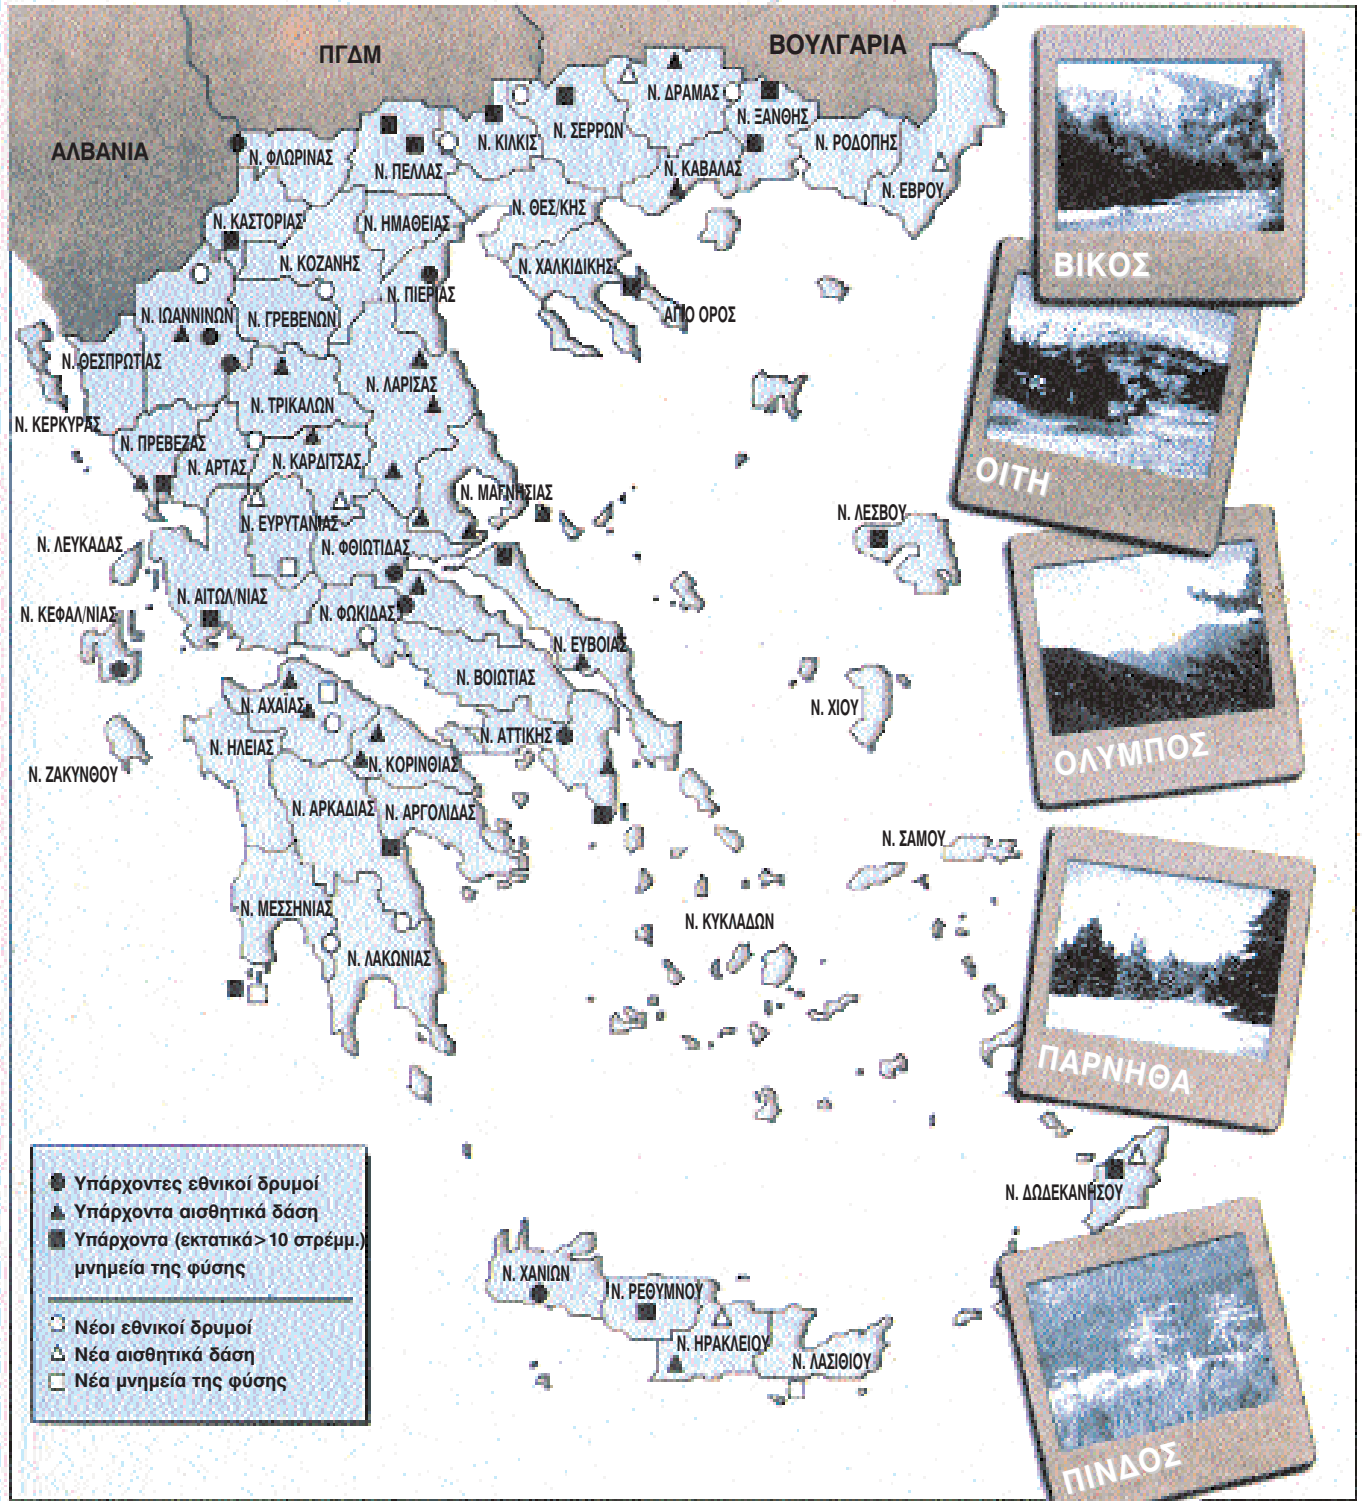 ΠΓΔΜ
ΒΟΥΛΓΑΡΙΑ
ΑΛΒΑΝΙΑ
Ν. ΦΛΩΡΙΝΑΣ
Ν. ΠΕΛΛΑΣ
Ν. ΚΙΛΚΙΣ
Ν. ΣΕΡΡΩΝ
Ν. ΔΡΑΜΑΣ
Ν. ΞΑΝΘΗΣ
Ν. ΡΟΔΟΠΗΣ
Ν. ΚΑΒΑΛΑΣ
Ν. ΕΒΡΟΥ
Ν. ΚΑΣΤΟΡΙΑΣ
Ν. ΗΜΑΘΕΙΑΣ
Ν. ΘΕΣ/ΚΗΣ
Ν. ΚΟΖΑΝΗΣ
Ν. ΧΑΛΚΙΔΙΚΗΣ
Ν. ΠΙΕΡΙΑΣ
ΑΓΙΟ ΟΡΟΣ
Ν. ΙΩΑΝΝΙΝΩΝ
Ν. ΓΡΕΒΕΝΩΝ
Ν. ΘΕΣΠΡΩΤΙΑΣ
Ν. ΛΑΡΙΣΑΣ
Ν. ΤΡΙΚΑΛΩΝ
Ν. ΚΕΡΚΥΡΑΣ
Ν. ΠΡΕΒΕΖΑΣ
Ν. ΑΡΤΑΣ
Ν. ΚΑΡΔΙΤΣΑΣ
Ν. ΜΑΓΝΗΣΙΑΣ
Ν. ΕΥΡΥΤΑΝΙΑΣ
Ν. ΛΕΣΒΟΥ
Ν. ΛΕΥΚΑΔΑΣ
Ν. ΦΘΙΩΤΙΔΑΣ
Ν. ΑΙΤΩΛ/ΝΙΑΣ
Ν. ΚΕΦΑΛ/ΝΙΑΣ
Ν. ΦΩΚΙΔΑΣ
Ν. ΕΥΒΟΙΑΣ
Ν. ΒΟΙΩΤΙΑΣ
Ν. ΑΧΑΪΑΣ
Ν. ΧΙΟΥ
Ν. ΑΤΤΙΚΗΣ
Ν. ΗΛΕΙΑΣ
Ν. ΚΟΡΙΝΘΙΑΣ
Ν. ΖΑΚΥΝΘΟΥ
Ν. ΑΡΚΑΔΙΑΣ
Ν. ΑΡΓΟΛΙΔΑΣ
Ν. ΣΑΜΟΥ
Ν. ΜΕΣΣΗΝΙΑΣ
Ν. ΚΥΚΛΑΔΩΝ
Ν. ΛΑΚΩΝΙΑΣ
Ν. ΔΩΔΕΚΑΝΗΣΟΥ
Ν. ΧΑΝΙΩΝ
Ν. ΡΕΘΥΜΝΟΥ
Ν. ΗΡΑΚΛΕΙΟΥ
Ν. ΛΑΣΙΘΙΟΥ
Υπάρχοντες εθνικοί δρυμοί
Υπάρχοντα αισθητικά δάση
Υπάρχοντα (εκτατικά>10 στρέμμ.)
μνημεία της φύσης
Νέοι εθνικοί δρυμοί
Νέα αισθητικά δάση
Νέα μνημεία της φύσης
ΒΙΚΟΣ
ΟΙΤΗ
ΟΛΥΜΠΟΣ
ΠΑΡΝΗΘΑ
ΠΙΝΔΟΣ